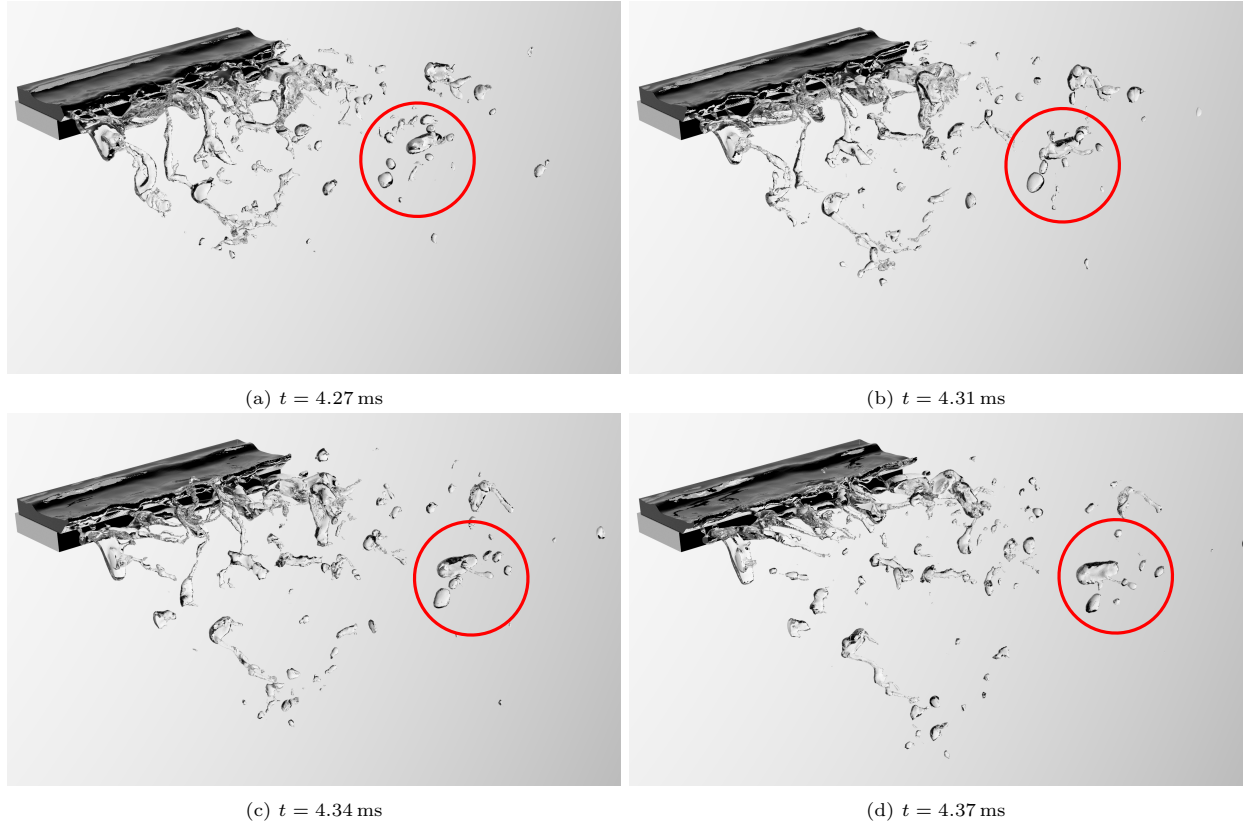 (a) t = 4.27 ms
(b) t = 4.31 ms
(c) t = 4.34 ms
(d) t = 4.37 ms